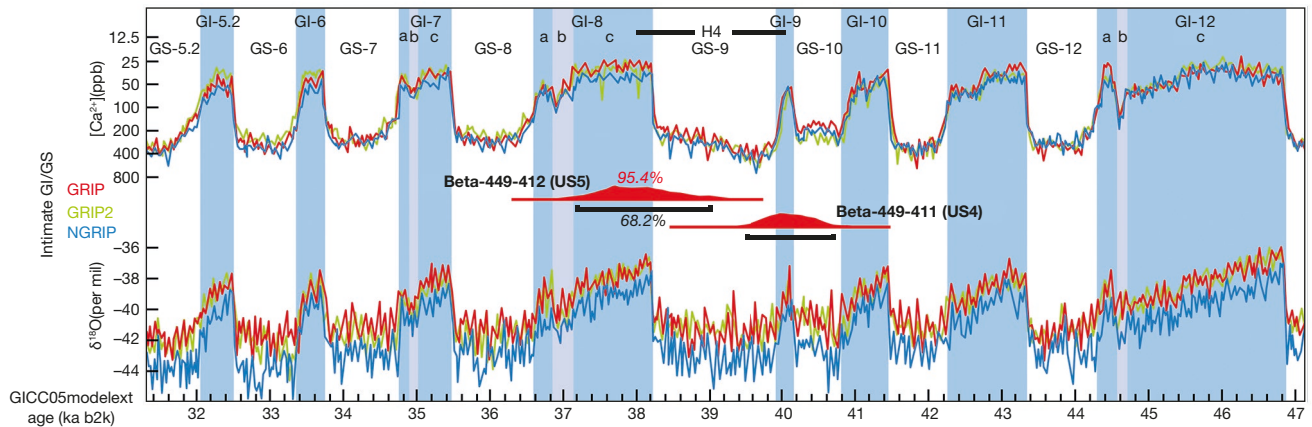 GI-5.2 GI-6 GI-7 GI-8 GI-9 GI-10 GI-11 GI-12
H4
a b c a b c a b c
GS-5.2 GS-6 GS-7 GS-8 GS-9 GS-10 GS-11 GS-12
12.5
25
50
100
200
400
800
[Ca²⁺](ppb)
Intimate GI/GS
GRIP
GRIP2
NGRIP
Beta-449-412 (US5)
95.4%
68.2%
Beta-449-411 (US4)
–36
–38
–40
–42
–44
δ¹⁸O(per mil)
GICC05modelext
age (ka b2k)
32 33 34 35 36 37 38 39 40 41 42 43 44 45 46 47